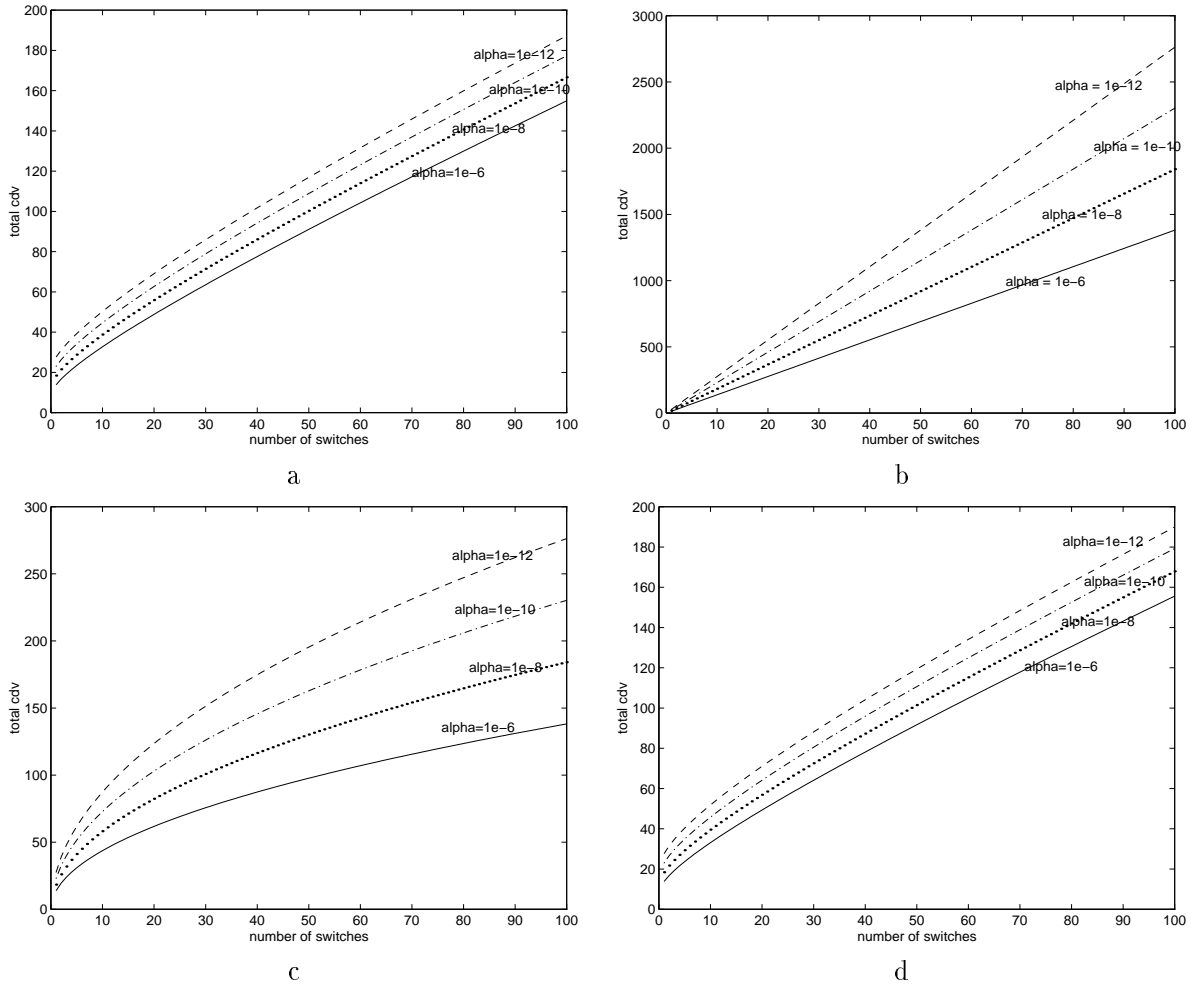 200
180
160
140
120
100
80
60
40
20
0
total cdv
alpha=1e−12
alpha=1e−10
alpha=1e−8
alpha=1e−6
0 10 20 30 40 50 60 70 80 90 100
number of switches
a
3000
2500
2000
1500
1000
500
0
total cdv
alpha = 1e−12
alpha = 1e−10
alpha = 1e−8
alpha = 1e−6
0 10 20 30 40 50 60 70 80 90 100
number of switches
b
300
250
200
150
100
50
0
total cdv
alpha=1e−12
alpha=1e−10
alpha=1e−8
alpha=1e−6
0 10 20 30 40 50 60 70 80 90 100
number of switches
c
200
180
160
140
120
100
80
60
40
20
0
total cdv
alpha=1e−12
alpha=1e−10
alpha=1e−8
alpha=1e−6
0 10 20 30 40 50 60 70 80 90 100
number of switches
d